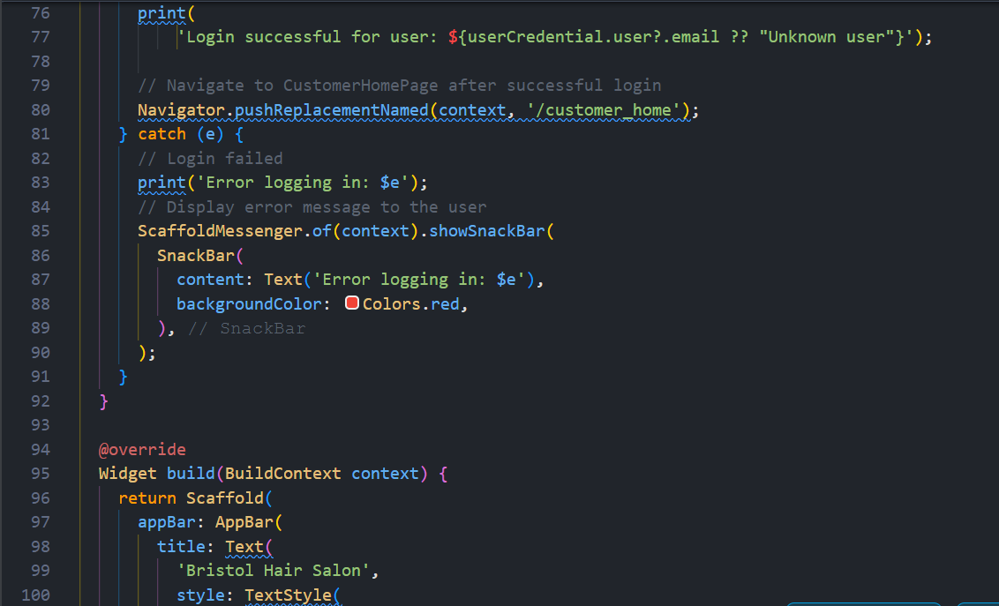 76 print(
77 'Login successful for user: ${userCredential.user?.email ?? "Unknown user"}');
78
79 // Navigate to CustomerHomePage after successful login
80 Navigator.pushReplacementNamed(context, '/customer_home');
81 } catch (e) {
82 // Login failed
83 print('Error logging in: $e');
84 // Display error message to the user
85 ScaffoldMessenger.of(context).showSnackBar(
86 SnackBar(
87 content: Text('Error logging in: $e'),
88 backgroundColor: Colors.red,
89 ), // SnackBar
90 );
91 }
92 }
93
94 @override
95 Widget build(BuildContext context) {
96 return Scaffold(
97 appBar: AppBar(
98 title: Text(
99 'Bristol Hair Salon',
100 style: TextStyle(